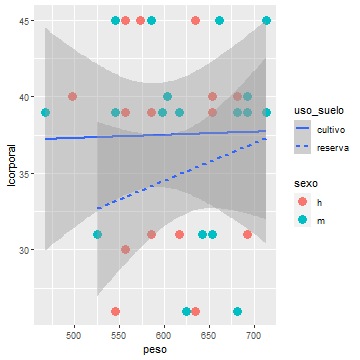 45
40
35
30
lcorporal
500
550
600
650
700
peso
uso_suelo
cultivo
reserva
sexo
h
m